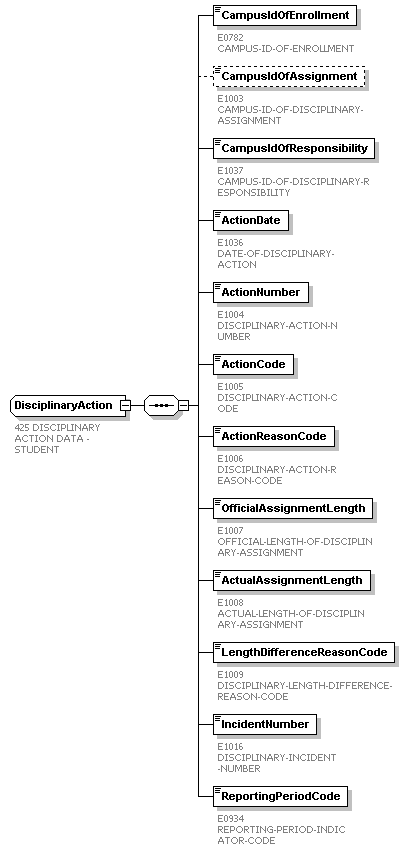 CampusIdOfEnrollment
E0782
CAMPUS-ID-OF-ENROLLMENT
CampusIdOfAssignment
E1003
CAMPUS-ID-OF-DISCIPLINARY-
ASSIGNMENT
CampusIdOfResponsibility
E1037
CAMPUS-ID-OF-DISCIPLINARY-R
ESPONSIBILITY
ActionDate
E1036
DATE-OF-DISCIPLINARY-
ACTION
ActionNumber
E1004
DISCIPLINARY-ACTION-N
UMBER
ActionCode
E1005
DISCIPLINARY-ACTION-C
ODE
DisciplinaryAction
425 DISCIPLINARY
ACTION DATA -
STUDENT
ActionReasonCode
E1006
DISCIPLINARY-ACTION-R
EASON-CODE
OfficialAssignmentLength
E1007
OFFICIAL-LENGTH-OF-DISCIPLIN
ARY-ASSIGNMENT
ActualAssignmentLength
E1008
ACTUAL-LENGTH-OF-DISCIPLIN
ARY-ASSIGNMENT
LengthDifferenceReasonCode
E1009
DISCIPLINARY-LENGTH-DIFFERENCE-
REASON-CODE
IncidentNumber
E1016
DISCIPLINARY-INCIDENT
-NUMBER
ReportingPeriodCode
E0934
REPORTING-PERIOD-INDIC
ATOR-CODE